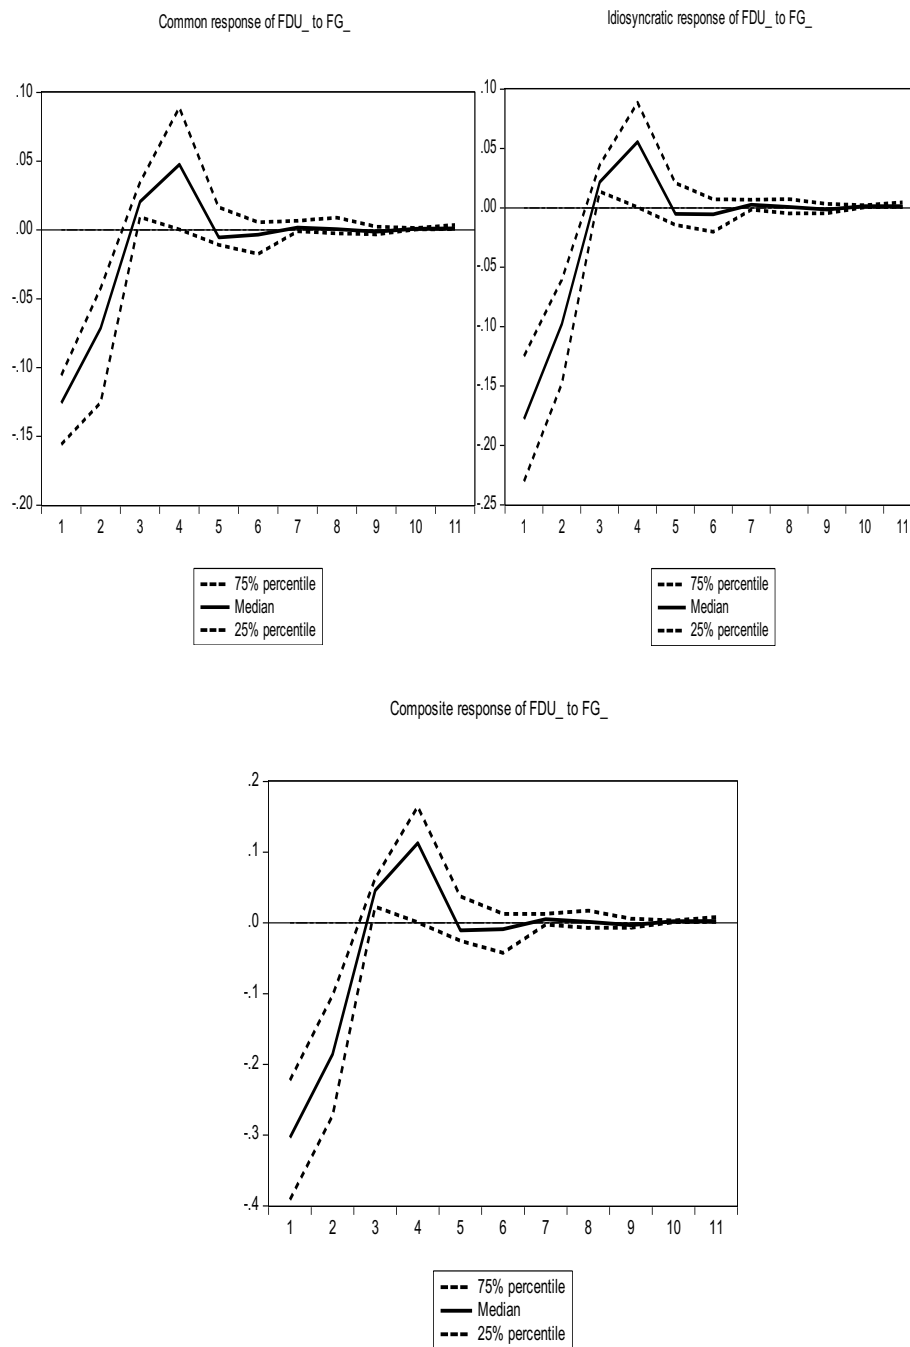 Common response of FDU_ to FG_
.10
.05
.00
-.05
-.10
-.15
-.20
1 2 3 4 5 6 7 8 9 10 11
75% percentile
Median
25% percentile
Idiosyncratic response of FDU_ to FG_
.10
.05
.00
-.05
-.10
-.15
-.20
-.25
1 2 3 4 5 6 7 8 9 10 11
75% percentile
Median
25% percentile
Composite response of FDU_ to FG_
.2
.1
.0
-.1
-.2
-.3
-.4
1 2 3 4 5 6 7 8 9 10 11
75% percentile
Median
25% percentile